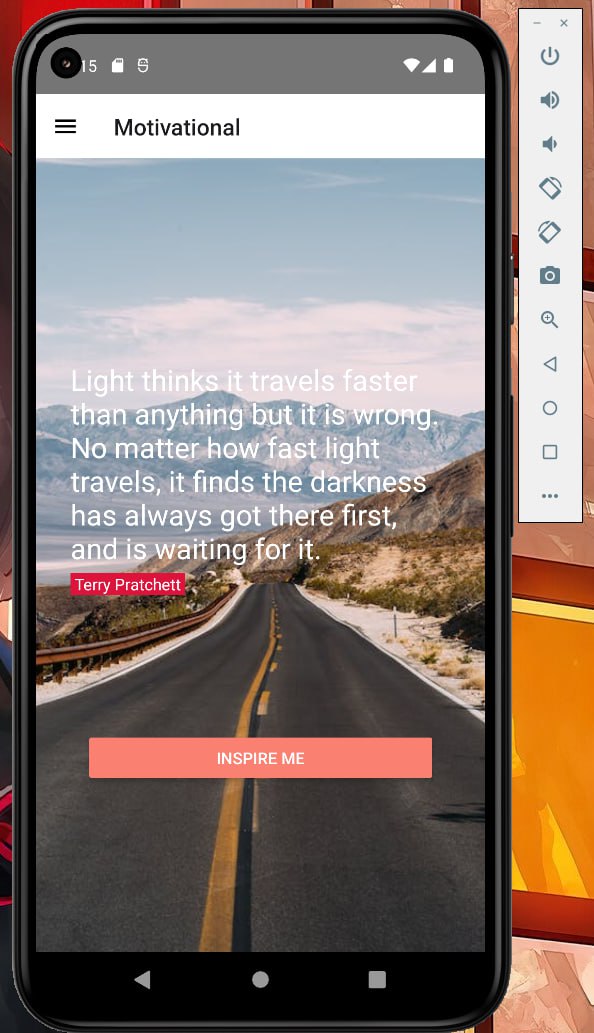 15
Motivational
Light thinks it travels faster
than anything but it is wrong.
No matter how fast light
travels, it finds the darkness
has always got there first,
and is waiting for it.
Terry Pratchett
INSPIRE ME